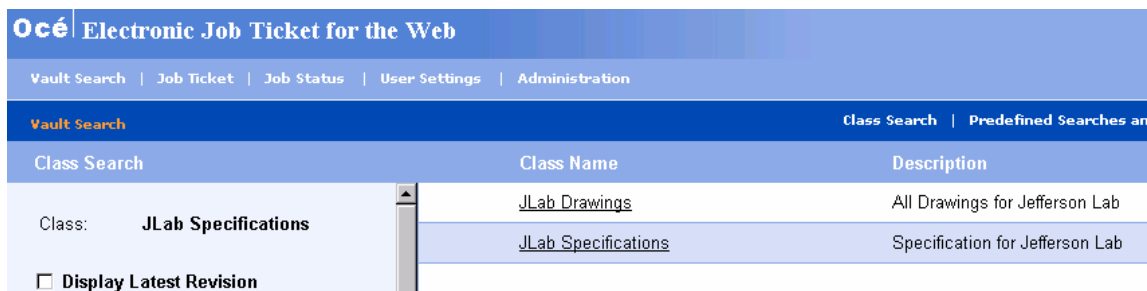 Océ Electronic Job Ticket for the Web
Vault Search | Job Ticket | Job Status | User Settings | Administration
Vault Search Class Search | Predefined Searches an
Class Search Class Name Description
JLab Drawings All Drawings for Jefferson Lab
Class: JLab Specifications
JLab Specifications Specification for Jefferson Lab
Display Latest Revision